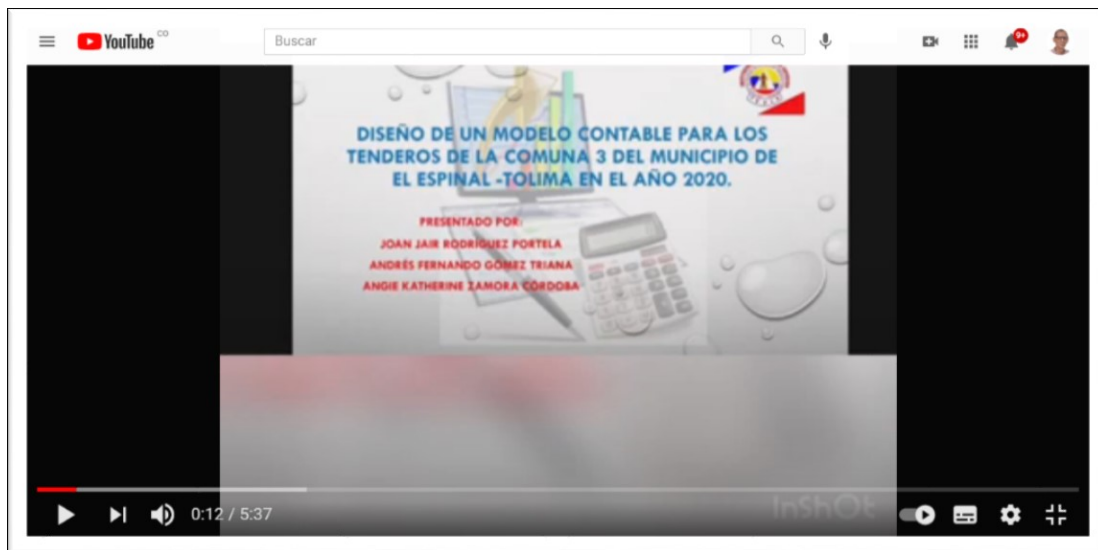 YouTube CO
Buscar
9+
DISEÑO DE UN MODELO CONTABLE PARA LOS
TENDEROS DE LA COMUNA 3 DEL MUNICIPIO DE
EL ESPINAL -TOLIMA EN EL AÑO 2020.
PRESENTADO POR:
JOAN JAIR RODRÍGUEZ PORTELA
ANDRÉS FERNANDO GÓMEZ TRIANA
ANGIE KATHERINE ZAMORA CÓRDOBA
InShOt
0:12 / 5:37